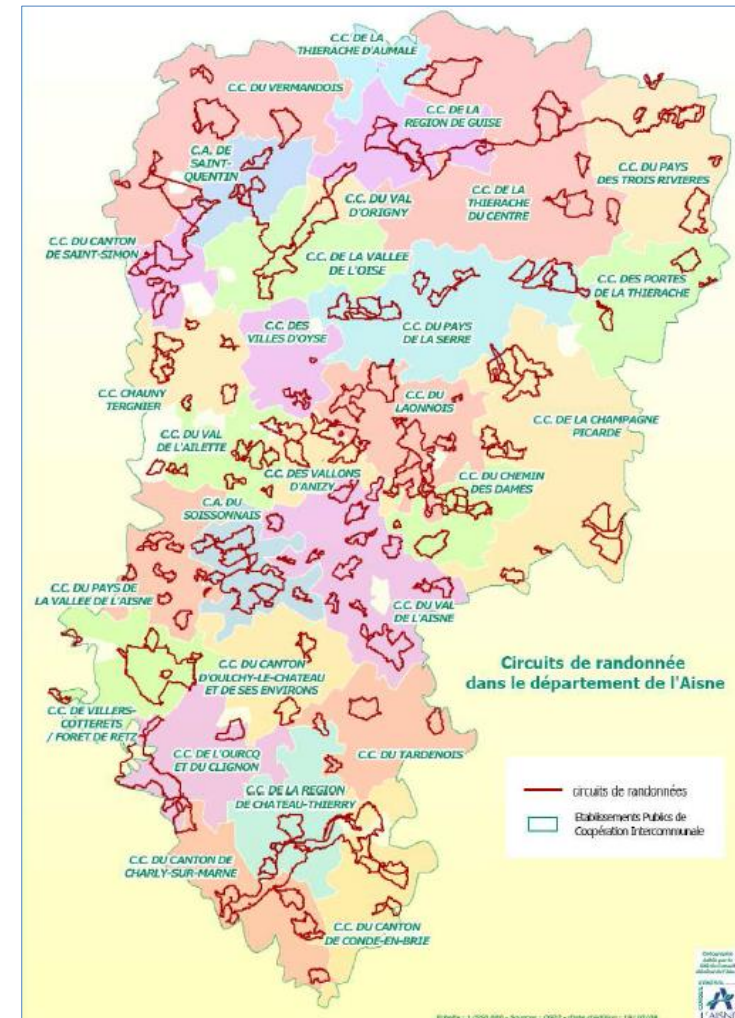 C.C. DE LA
THIERACHE D'AUMALE
C.C. DU VERMANDOIS
C.C. DE LA
REGION DE GUISE
C.A. DE
SAINT-
QUENTIN
C.C. DU PAYS
DES TROIS RIVIERES
C.C. DU VAL
D'ORIGNY
C.C. DE LA
THIERACHE
DU CENTRE
C.C. DU CANTON
DE SAINT-SIMON
C.C. DE LA VALLEE
DE L'OISE
C.C. DES PORTES
DE LA THIERACHE
C.C. DES
VILLES D'OYSE
C.C. DU PAYS
DE LA SERRE
C.C. CHAUNY
TERGNIER
C.C. DU
LAONNOIS
C.C. DE LA CHAMPAGNE
PICARDE
C.C. DU VAL
DE L'AILETTE
C.C. DES VALLONS
D'ANIZY
C.C. DU CHEMIN
DES DAMES
C.A. DU
SOISSONNAIS
C.C. DU PAYS DE
LA VALLEE DE L'AISNE
C.C. DU VAL
DE L'AISNE
C.C. DU CANTON
D'OULCHY-LE-CHATEAU
ET DE SES ENVIRONS
Circuits de randonnée
dans le département de l'Aisne
C.C. DE VILLERS-
COTTERETS
/ FORET DE RETZ
C.C. DE L'OURCQ
ET DU CLIGNON
C.C. DU TARDENOIS
C.C. DE LA REGION
DE CHATEAU-THIERRY
circuits de randonnées
Etablissements Publics de
Coopération Intercommunale
C.C. DU CANTON DE
CHARLY-SUR-MARNE
C.C. DU CANTON
DE CONDE-EN-BRIE
L'AISNE